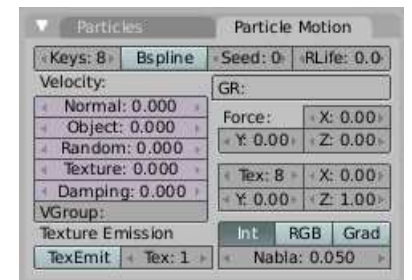 Particles Particle Motion
Keys: 8 Bspline Seed: 0 RLife: 0.0
Velocity:
Normal: 0.000
Object: 0.000
Random: 0.000
Texture: 0.000
Damping: 0.000
VGroup:
Texture Emission
TexEmit Tex: 1
GR:
Force: X: 0.00
Y: 0.00 Z: 0.00
Tex: 8 X: 0.00
Y: 0.00 Z: 1.00
Int RGB Grad
Nabla: 0.050